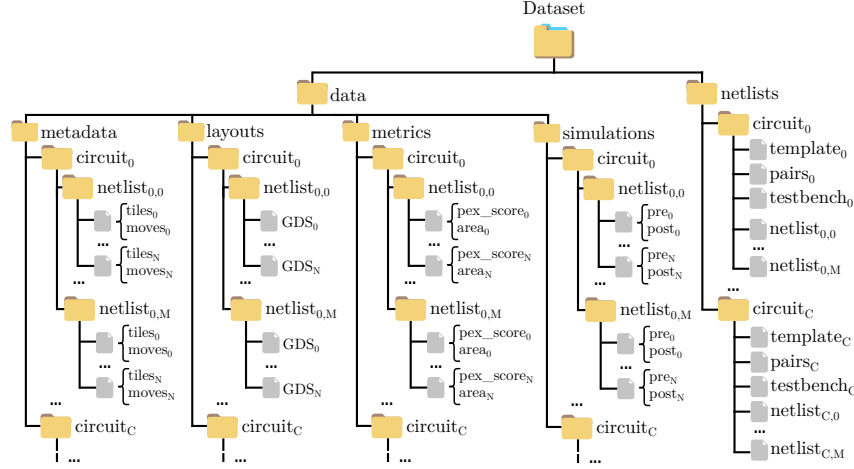 Dataset
data
netlists
metadata
layouts
metrics
simulations
circuit₀
circuit₀
circuit₀
circuit₀
circuit₀
template₀
pairs₀
testbench₀
netlist₀,₀
...
netlist₀,M
...
netlist₀,₀
tiles₀
moves₀
...
tilesN
movesN
...
netlist₀,M
tiles₀
moves₀
...
tilesN
movesN
...
circuitC
...
netlist₀,₀
GDS₀
...
GDSN
...
netlist₀,M
GDS₀
...
GDS₀
...
circuitC
...
netlist₀,₀
pex_score₀
area₀
...
pex_scoreN
areaN
...
netlist₀,M
pex_score₀
area₀
...
pex_scoreN
areaN
...
circuitC
...
netlist₀,₀
pre₀
post₀
...
preN
postN
...
netlist₀,M
pre₀
post₀
...
preN
postN
...
circuitC
...
circuitC
templateC
pairsC
testbenchC
netlistC,₀
...
netlistC,M